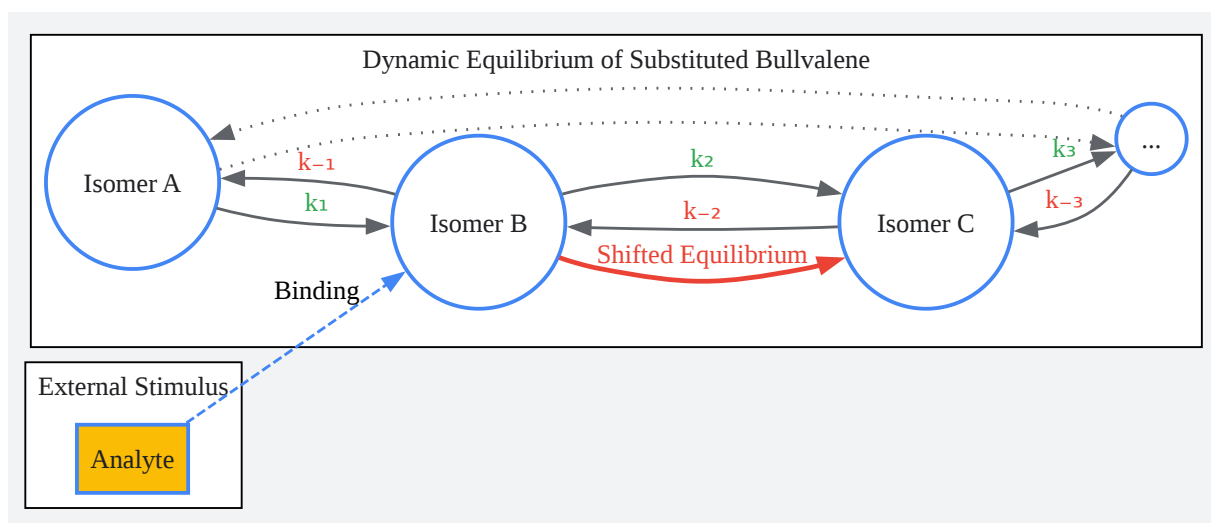 Dynamic Equilibrium of Substituted Bullvalene
Isomer A
k₋₁
k₁
Isomer B
k₂
k₋₂
Shifted Equilibrium
Isomer C
k₃
k₋₃
...
Binding
External Stimulus
Analyte